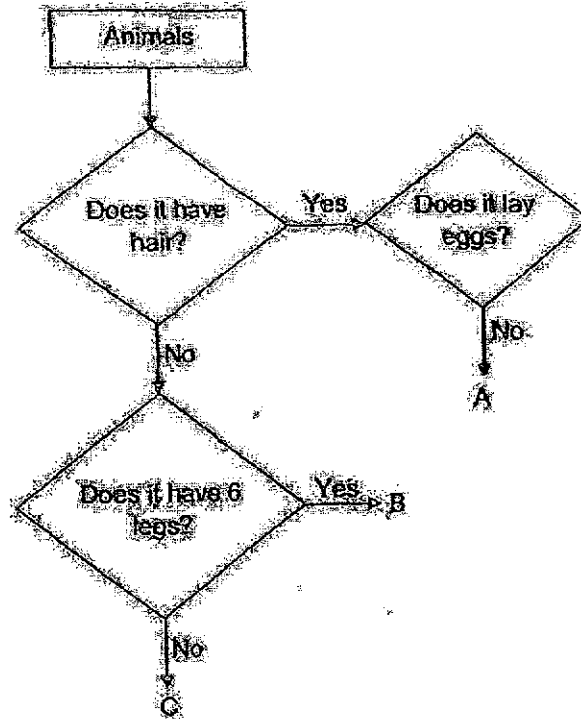 Animals
Does it have
hair?
Yes
Does it lay
eggs?
No
A
No
Does it have 6
legs?
Yes
B
No
C